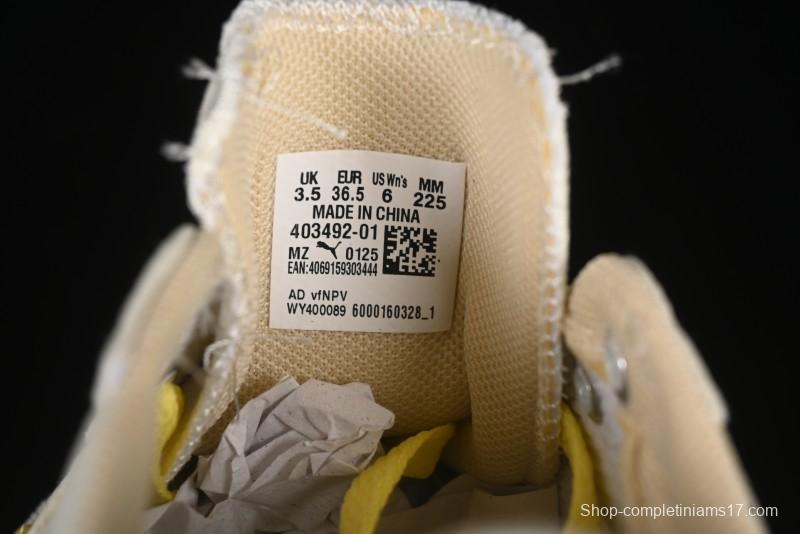 UK EUR US Wn's MM
3.5 36.5 6 225
MADE IN CHINA
403492-01
MZ 0125
EAN:4069159303444
AD vfNPV
WY400089 6000160328_1
Shop-completiniams17.com